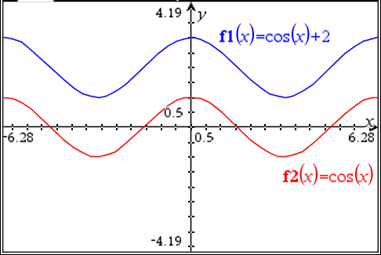 4.19 y
f1(x)=cos(x)+2
0.5 x
-6.28 0.5 6.28
f2(x)=cos(x)
-4.19